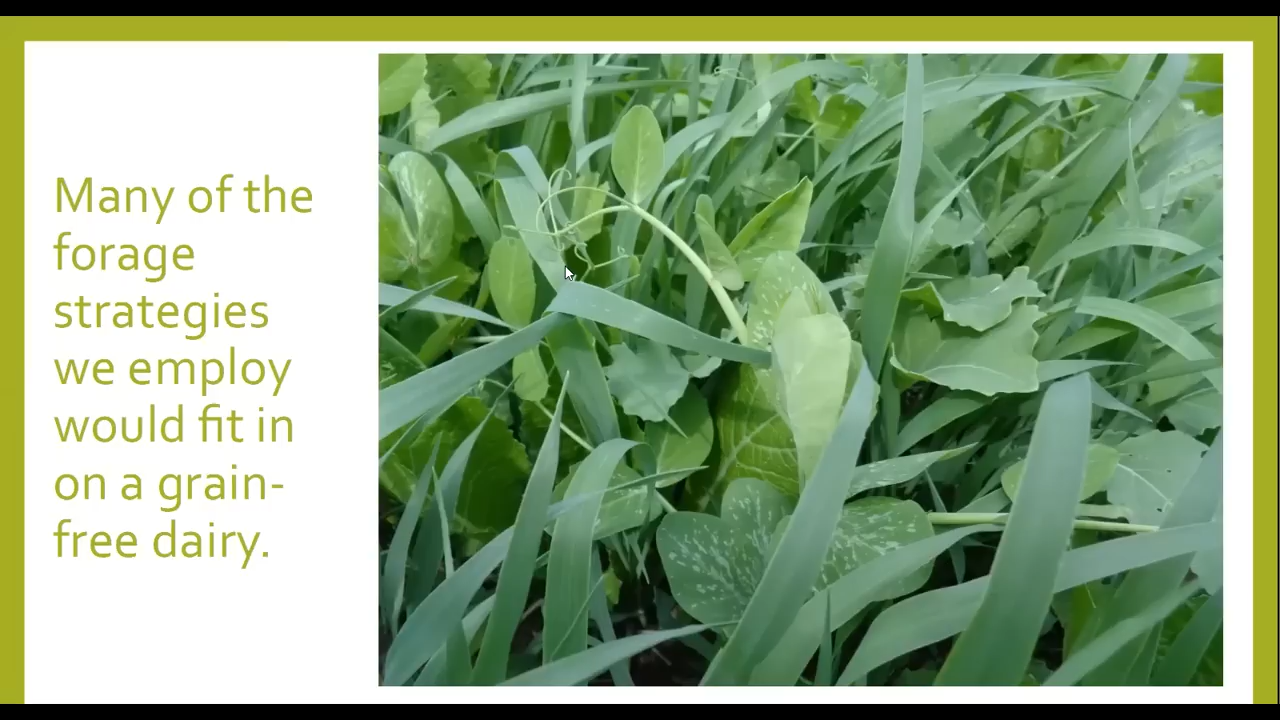 Many of the
forage
strategies
we employ
would fit in
on a grain-
free dairy.